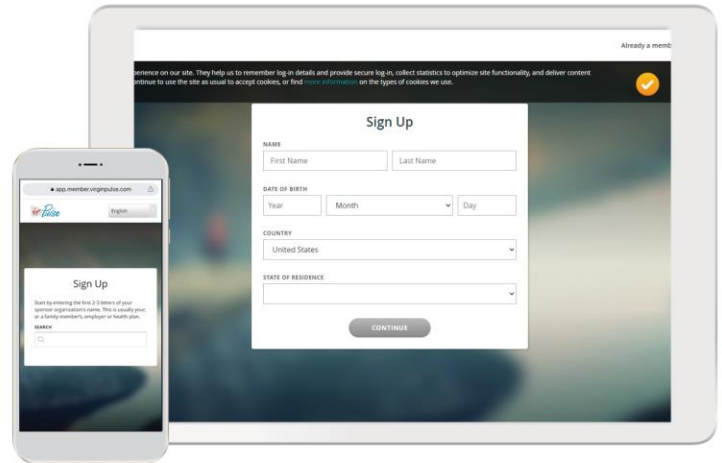 Already a memb
perience on our site. They help us to remember log-in details and provide secure log-in, collect statistics to optimize site functionality, and deliver content
ontinue to use the site as usual to accept cookies, or find more information on the types of cookies we use.
Sign Up
NAME
First Name Last Name
DATE OF BIRTH
Year Month Day
COUNTRY
United States
STATE OF RESIDENCE
CONTINUE
app.member.virginpulse.com
Pulse English
Sign Up
Start by entering the first 2-3 letters of your
sponsor organization's name. This is usually your,
or a family member's, employer or health plan.
SEARCH